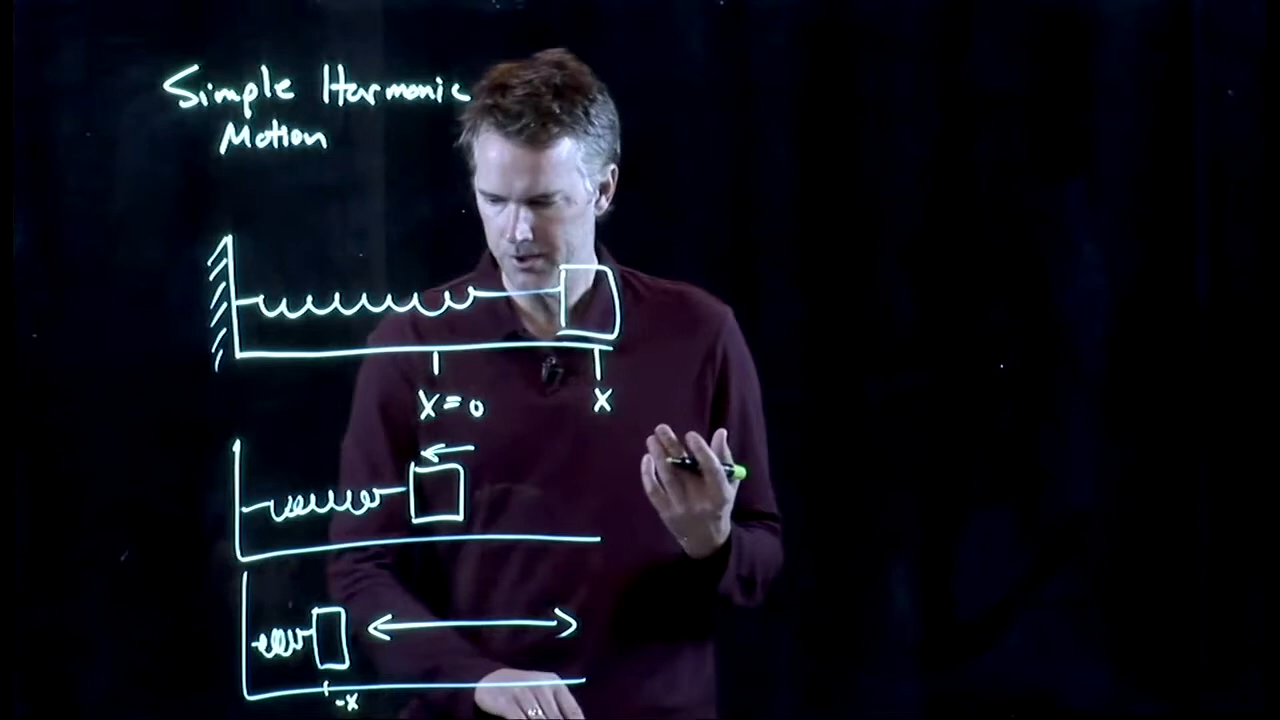 Simple Harmonic
Motion
x = 0
x
-x